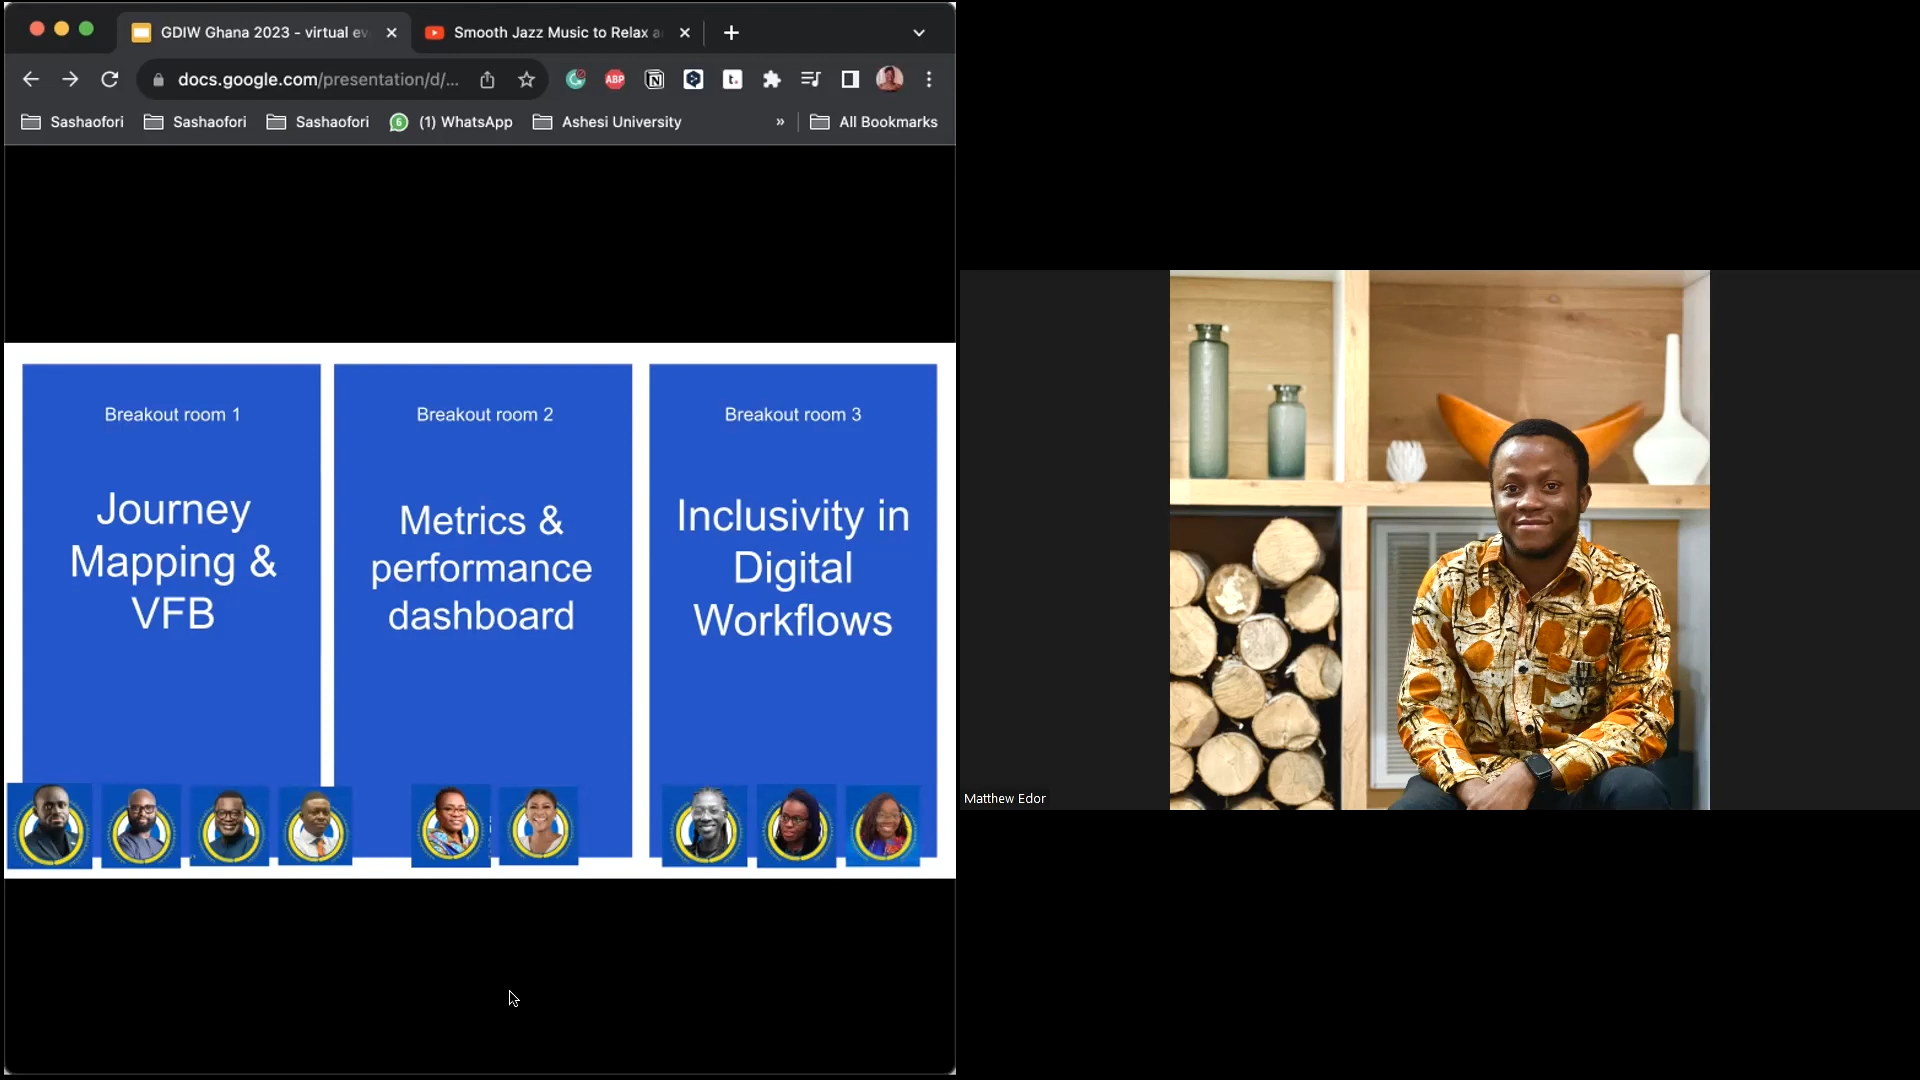 GDIW Ghana 2023 - virtual ev
Smooth Jazz Music to Relax a
docs.google.com/presentation/d/...
ABP
t.
Sashaofori
Sashaofori
Sashaofori
6
(1) WhatsApp
Ashesi University
»
All Bookmarks
Breakout room 1
Journey
Mapping &
VFB
Breakout room 2
Metrics &
performance
dashboard
Breakout room 3
Inclusivity in
Digital
Workflows
Matthew Edor